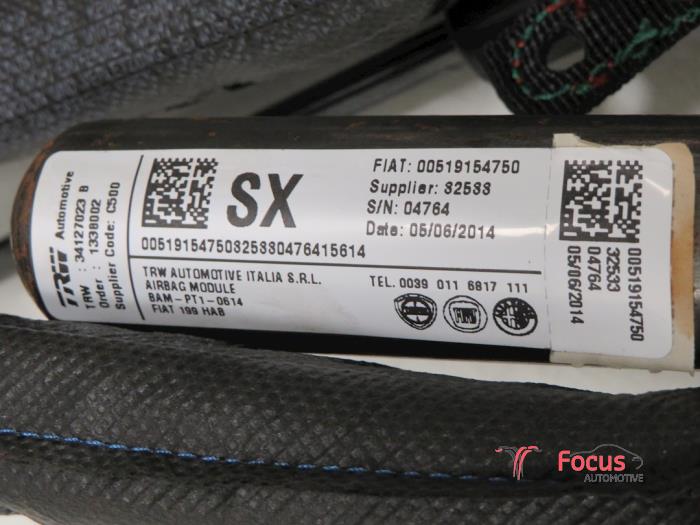 TRW Automotive
TRW : 34127023 B
Order : 1338002
Supplier Code: C500
SX
FIAT: 00519154750
Supplier: 32533
S/N: 04764
Date: 05/06/2014
00519154750325330476415614
TRW AUTOMOTIVE ITALIA S.R.L.
AIRBAG MODULE
BAM-PT1-0614
FIAT 199 HAB
TEL. 0039 011 6817 111
00519154750
32533
04764
05/06/2014
Focus
AUTOMOTIVE